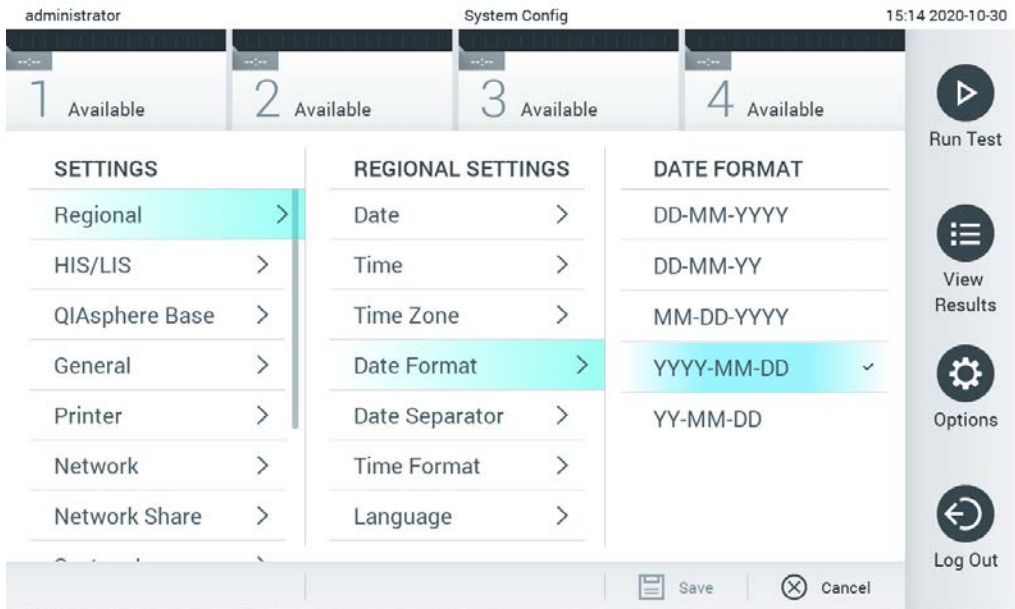 administrator System Config 15:14 2020-10-30
--:-- --:-- --:-- --:--
1 Available 2 Available 3 Available 4 Available
Run Test
View
Results
Options
Log Out
SETTINGS
Regional
HIS/LIS
QIAsphere Base
General
Printer
Network
Network Share
REGIONAL SETTINGS
Date
Time
Time Zone
Date Format
Date Separator
Time Format
Language
DATE FORMAT
DD-MM-YYYY
DD-MM-YY
MM-DD-YYYY
YYYY-MM-DD
YY-MM-DD
Save Cancel